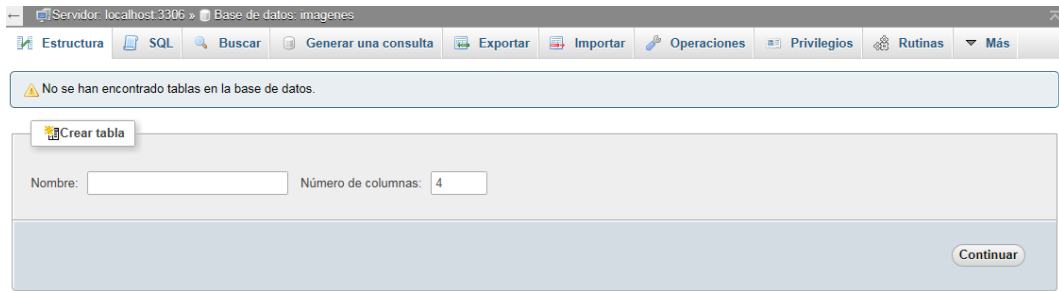 Servidor: localhost:3306 » Base de datos: imagenes
Estructura SQL Buscar Generar una consulta Exportar Importar Operaciones Privilegios Rutinas Más
No se han encontrado tablas en la base de datos.
Crear tabla
Nombre: Número de columnas: 4
Continuar